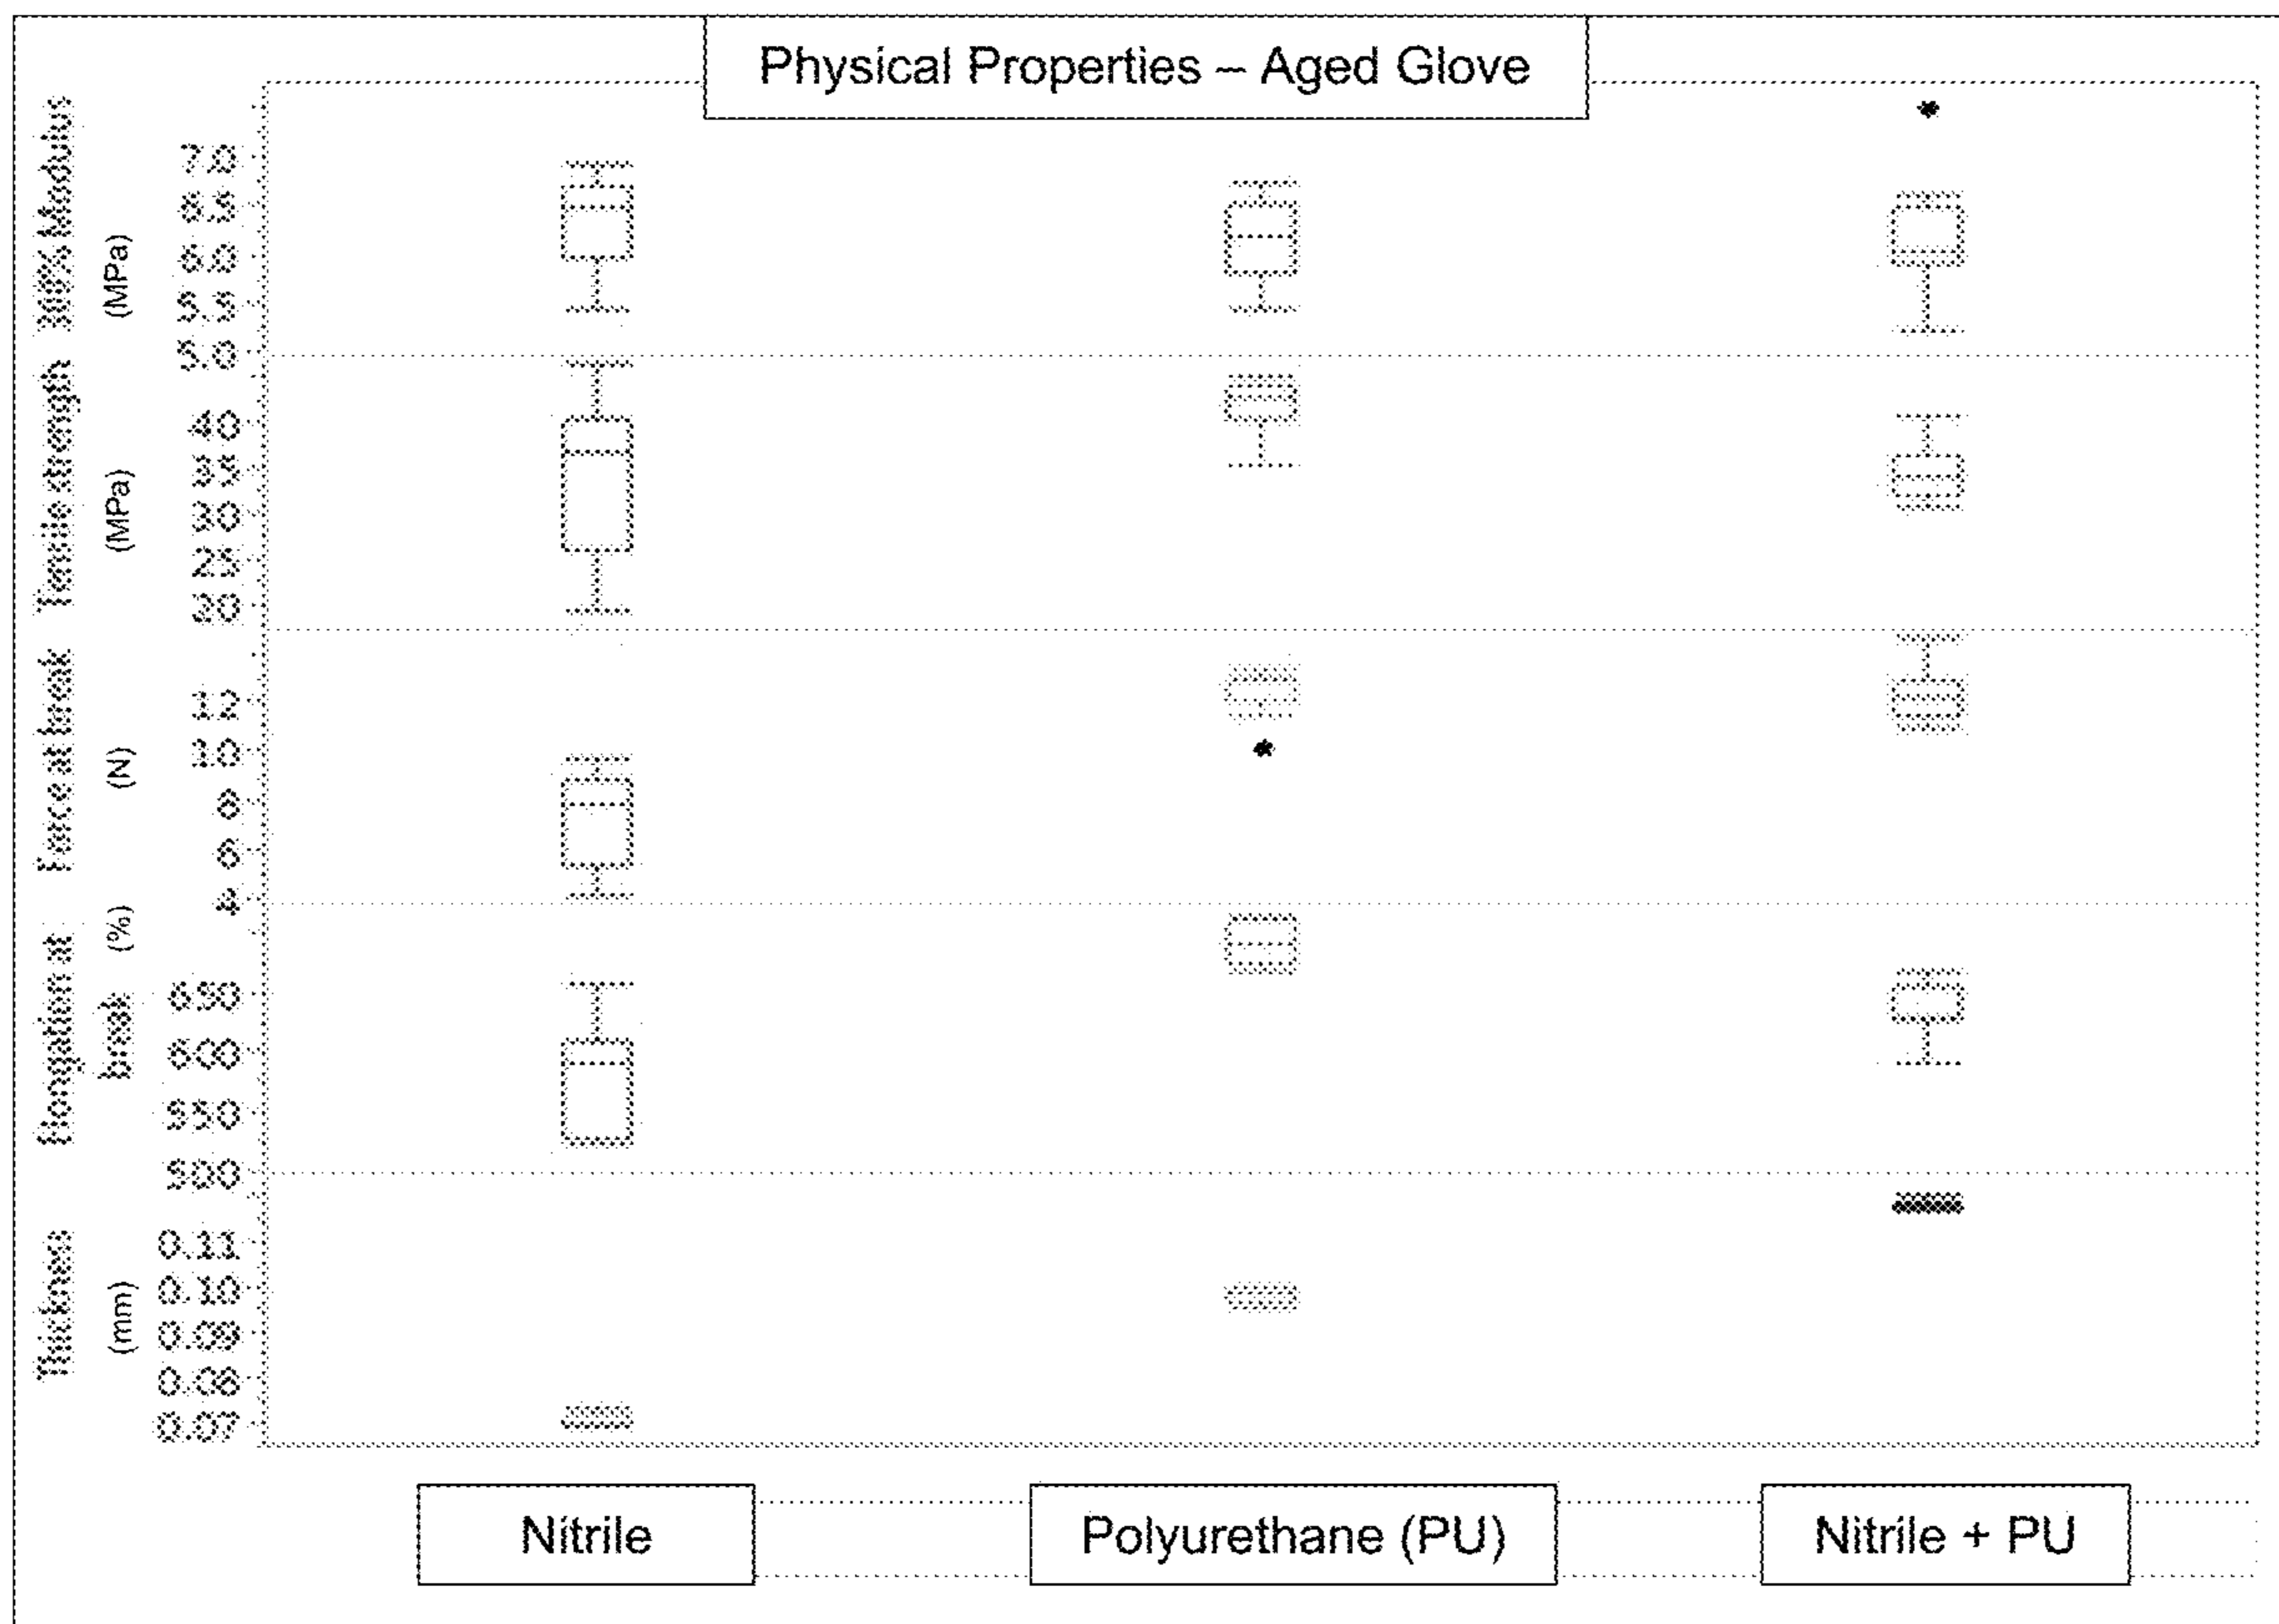 Physical Properties – Aged Glove
Modulus
(MPa)
7.0
6.5
6.0
5.5
5.0
Tensile strength
(MPa)
40
35
30
25
20
Force at break
(N)
12
10
8
6
4
Elongation at
break
(%)
650
600
550
500
Thickness
(mm)
0.11
0.10
0.09
0.08
0.07
Nitrile
Polyurethane (PU)
Nitrile + PU